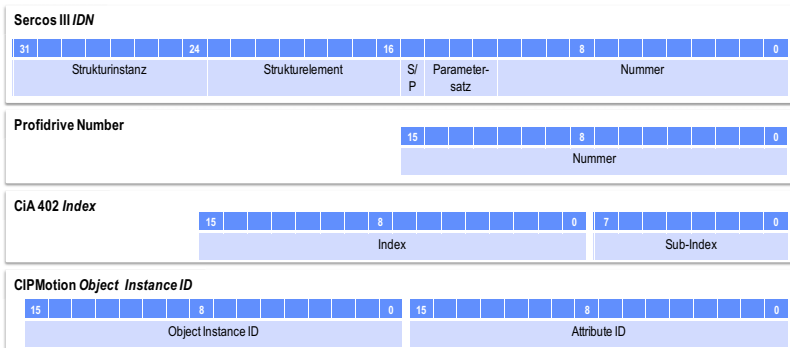 Sercos III IDN
31 24 16 8 0
Strukturinstanz Strukturelement S/ Parameter- Nummer
P satz
Profidrive Number
15 8 0
Nummer
CiA 402 Index
15 8 0 7 0
Index Sub-Index
CIPMotion Object Instance ID
15 8 0 15 8 0
Object Instance ID Attribute ID